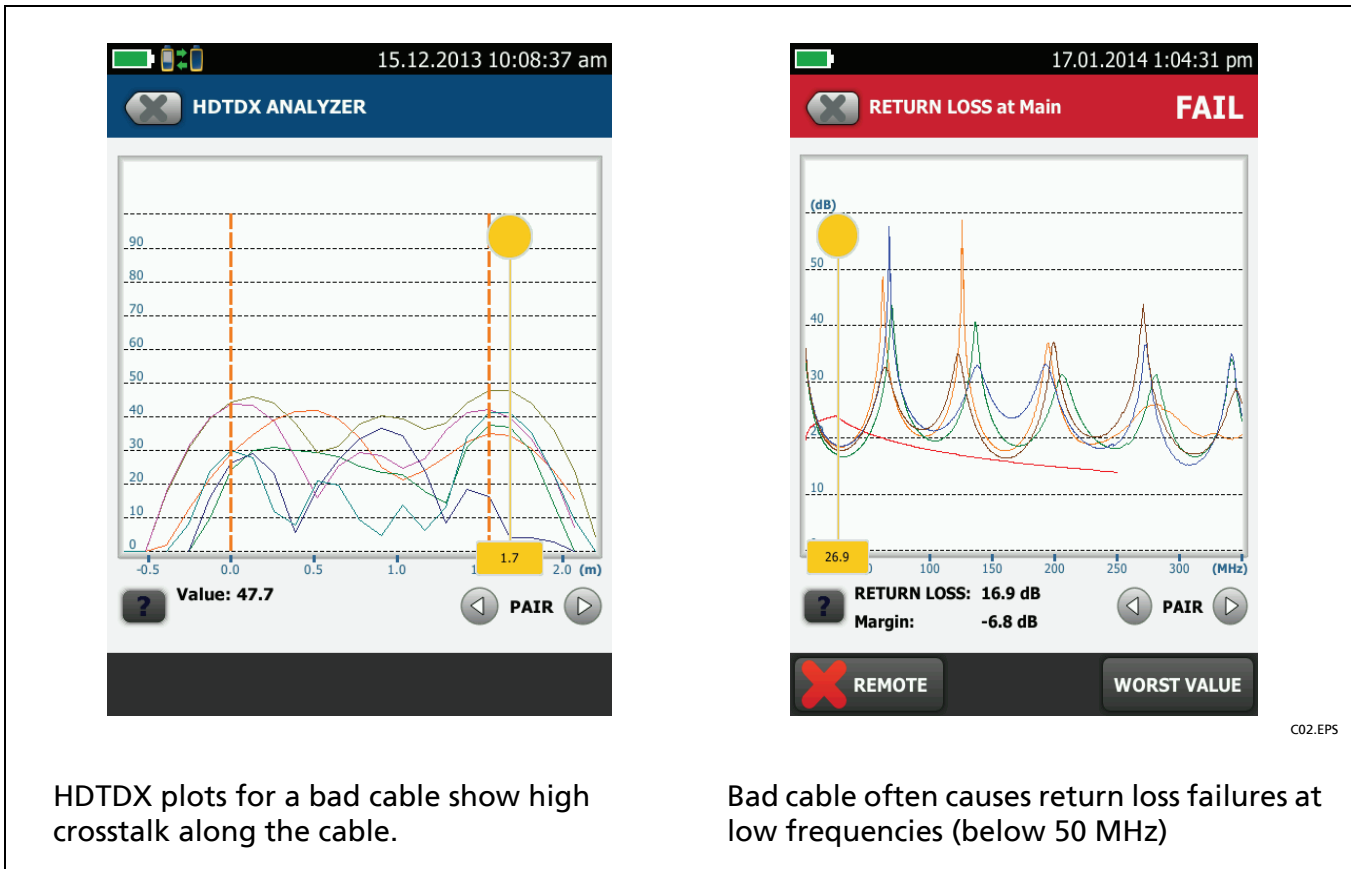 15.12.2013 10:08:37 am
HDTDX ANALYZER
90
80
70
60
50
40
30
20
10
0
-0.5 0.0 0.5 1.0 1 2.0 (m)
1.7
? Value: 47.7
PAIR
17.01.2014 1:04:31 pm
RETURN LOSS at Main FAIL
(dB)
50
40
30
20
10
0 100 150 200 250 300 (MHz)
26.9
? RETURN LOSS: 16.9 dB
Margin: -6.8 dB
PAIR
REMOTE
WORST VALUE
C02.EPS
HDTDX plots for a bad cable show high
crosstalk along the cable.
Bad cable often causes return loss failures at
low frequencies (below 50 MHz)